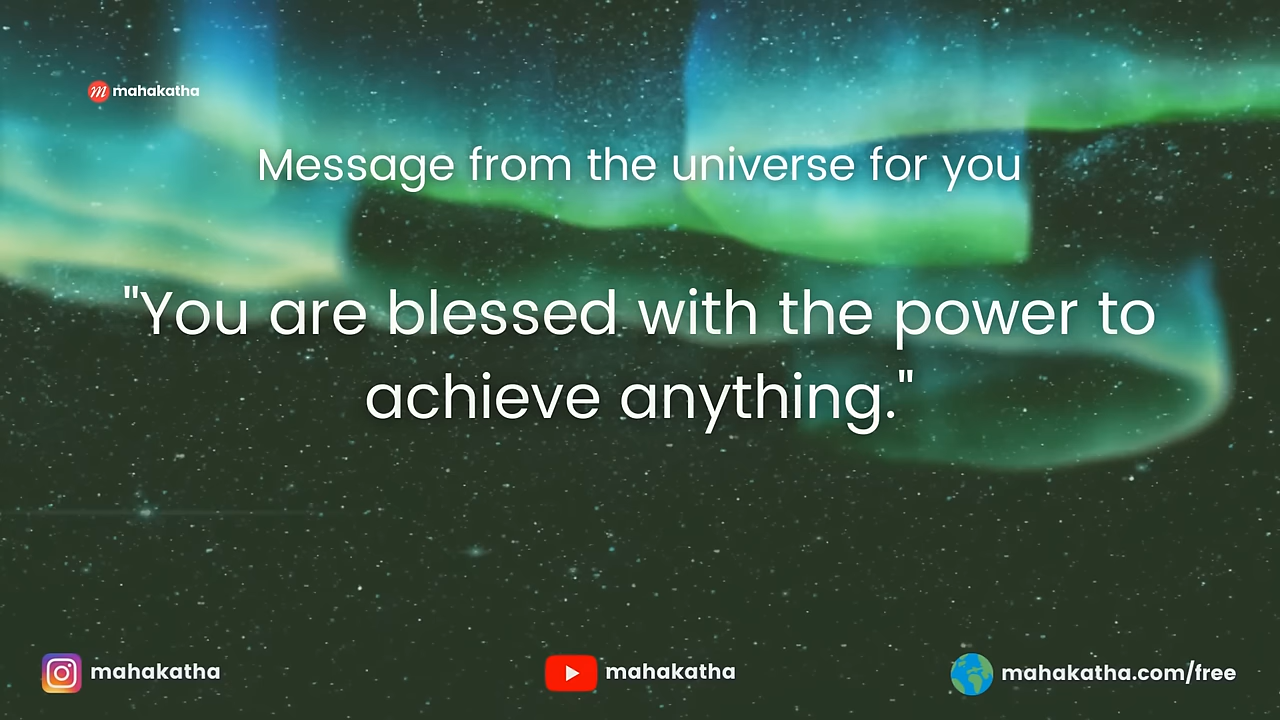 mahakatha
Message from the universe for you
"You are blessed with the power to
achieve anything."
mahakatha
mahakatha
mahakatha.com/free